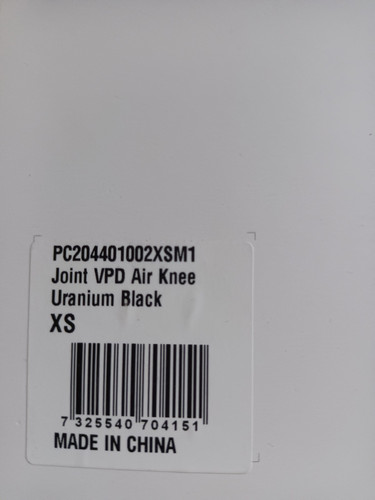 PC204401002XSM1
Joint VPD Air Knee
Uranium Black
XS
7 325540 704151
MADE IN CHINA